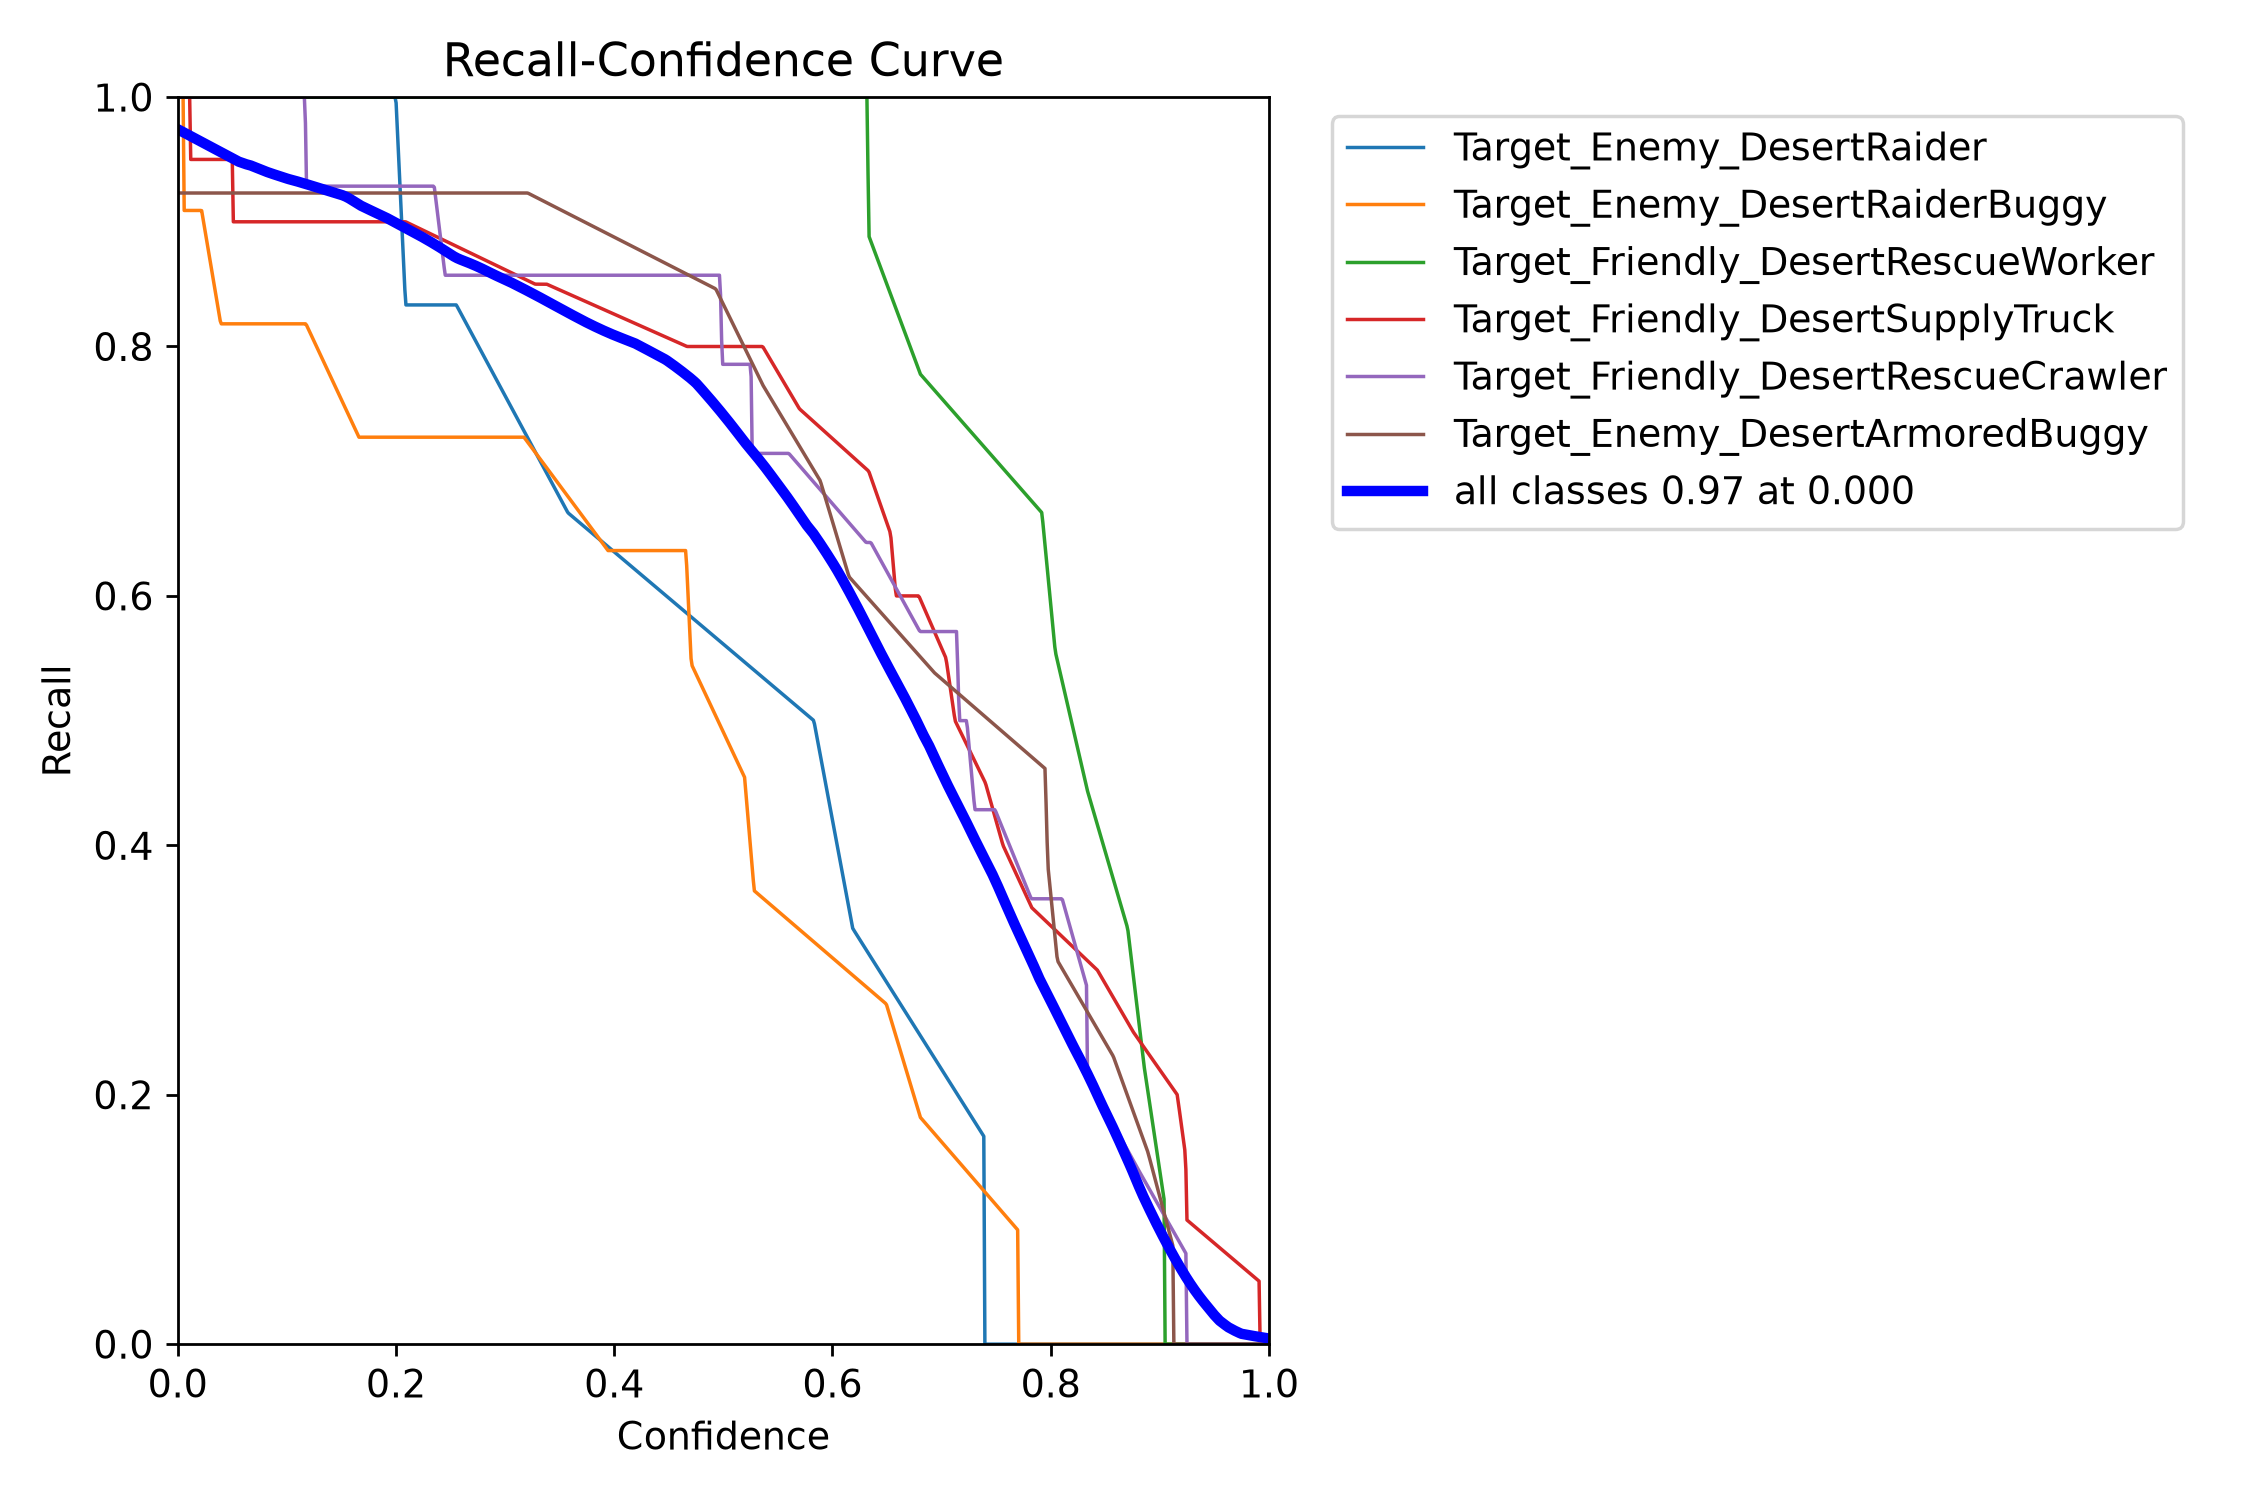 Recall-Confidence Curve
1.0
0.8
0.6
0.4
0.2
0.0
Recall
0.0 0.2 0.4 0.6 0.8 1.0
Confidence
Target_Enemy_DesertRaider
Target_Enemy_DesertRaiderBuggy
Target_Friendly_DesertRescueWorker
Target_Friendly_DesertSupplyTruck
Target_Friendly_DesertRescueCrawler
Target_Enemy_DesertArmoredBuggy
all classes 0.97 at 0.000